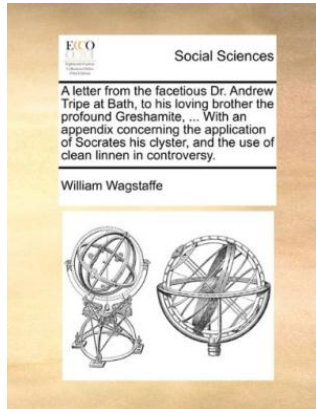 ECCO
Social Sciences
A letter from the facetious Dr. Andrew
Tripe at Bath, to his loving brother the
profound Greshamite, ... With an
appendix concerning the application
of Socrates his clyster, and the use of
clean linnen in controversy.
William Wagstaffe